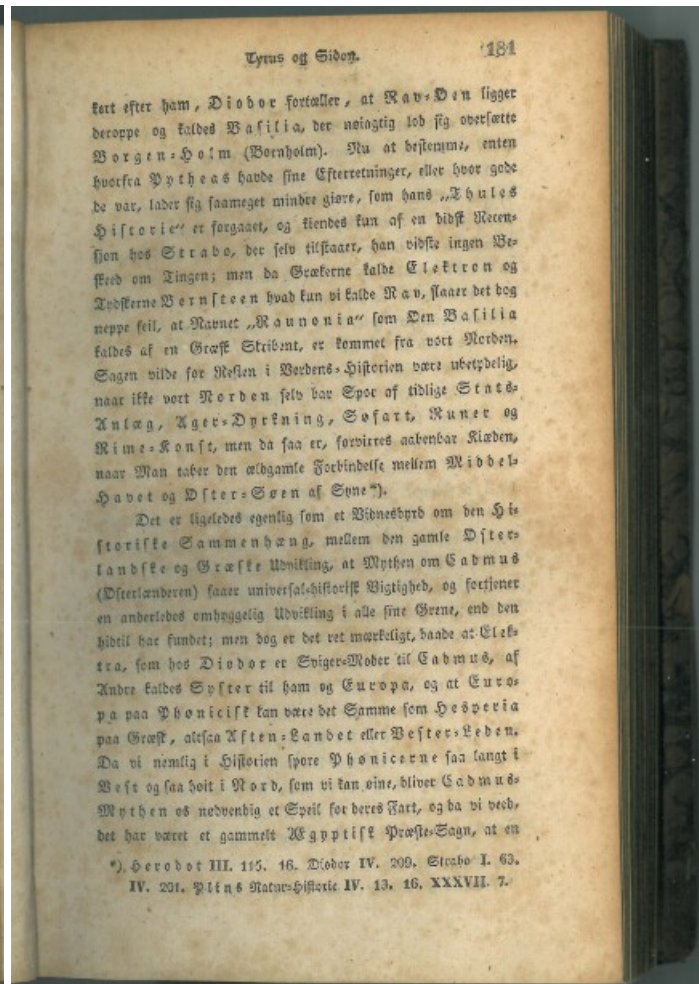 Tyrus og Sidon.
181
kort efter ham, Diodor fortæller, at Rav-Øen ligger
deroppe og kaldes Basilia, der nøiagtig lod sig oversætte
Borgen-Holm (Bornholm). Nu at bestemme, enten
hvorfra Pytheas havde sine Efterretninger, eller hvor gode
de var, lader sig saameget mindre giøre, som hans „Thules
Historie“ er forgaaet, og kiendes kun af en bidsk Recen-
sion hos Strabo, der selv tilstaaer, han vidste ingen Be-
skeed om Tingen; men da Grækerne kalde Elektron og
Tydskerne Bernsteen hvad kun vi kalde Rav, slaaer det dog
neppe feil, at Navnet „Raunonia“ som Øen Basilia
kaldes af en Græsk Skribent, er kommet fra vort Norden.
Sagen vilde for Resten i Verdens-Historien være ubetydelig,
naar ikke vort Norden selv bar Spor af tidlige Stats-
Anlæg, Ager-Dyrkning, Søfart, Runer og
Rime-Konst, men da saa er, forvirres aabenbar Klæden,
naar Man taber den ældgamle Forbindelse mellem Middel-
Havet og Øster-Søen af Syne*).
Det er ligeledes egenlig som et Vidnesbyrd om den Hi-
storiske Sammenhæng, mellem den gamle Øster-
landske og Græske Udvikling, at Mythen om Cadmus
(Østerlænderen) faaer universal-historisk Vigtighed, og fortjener
en anderledes omhyggelig Udvikling i alle sine Grene, end den
hidtil har fundet; men dog er det ret mærkeligt, baade at Elek-
tra, som hos Diodor er Sviger-Moder til Cadmus, af
Andre kaldes Syster til ham og Europa, og at Euro-
pa paa Phønicisk kan være det Samme som Hesperia
paa Græsk, altsaa Aften-Landet eller Vester-Leden.
Da vi nemlig i Historien spore Phønicerne saa langt i
Vest og saa høit i Nord, som vi kan øine, bliver Cadmus-
Mythen os nødvendig et Speil for deres Fart, og da vi veed,
det har været et gammelt Ægyptisk Præste-Sagn, at en
*). Herodot III. 115. 16. Diodor IV. 209. Strabo I. 63.
IV. 201. Plins Natur-Historie IV. 13. 16. XXXVII. 7.